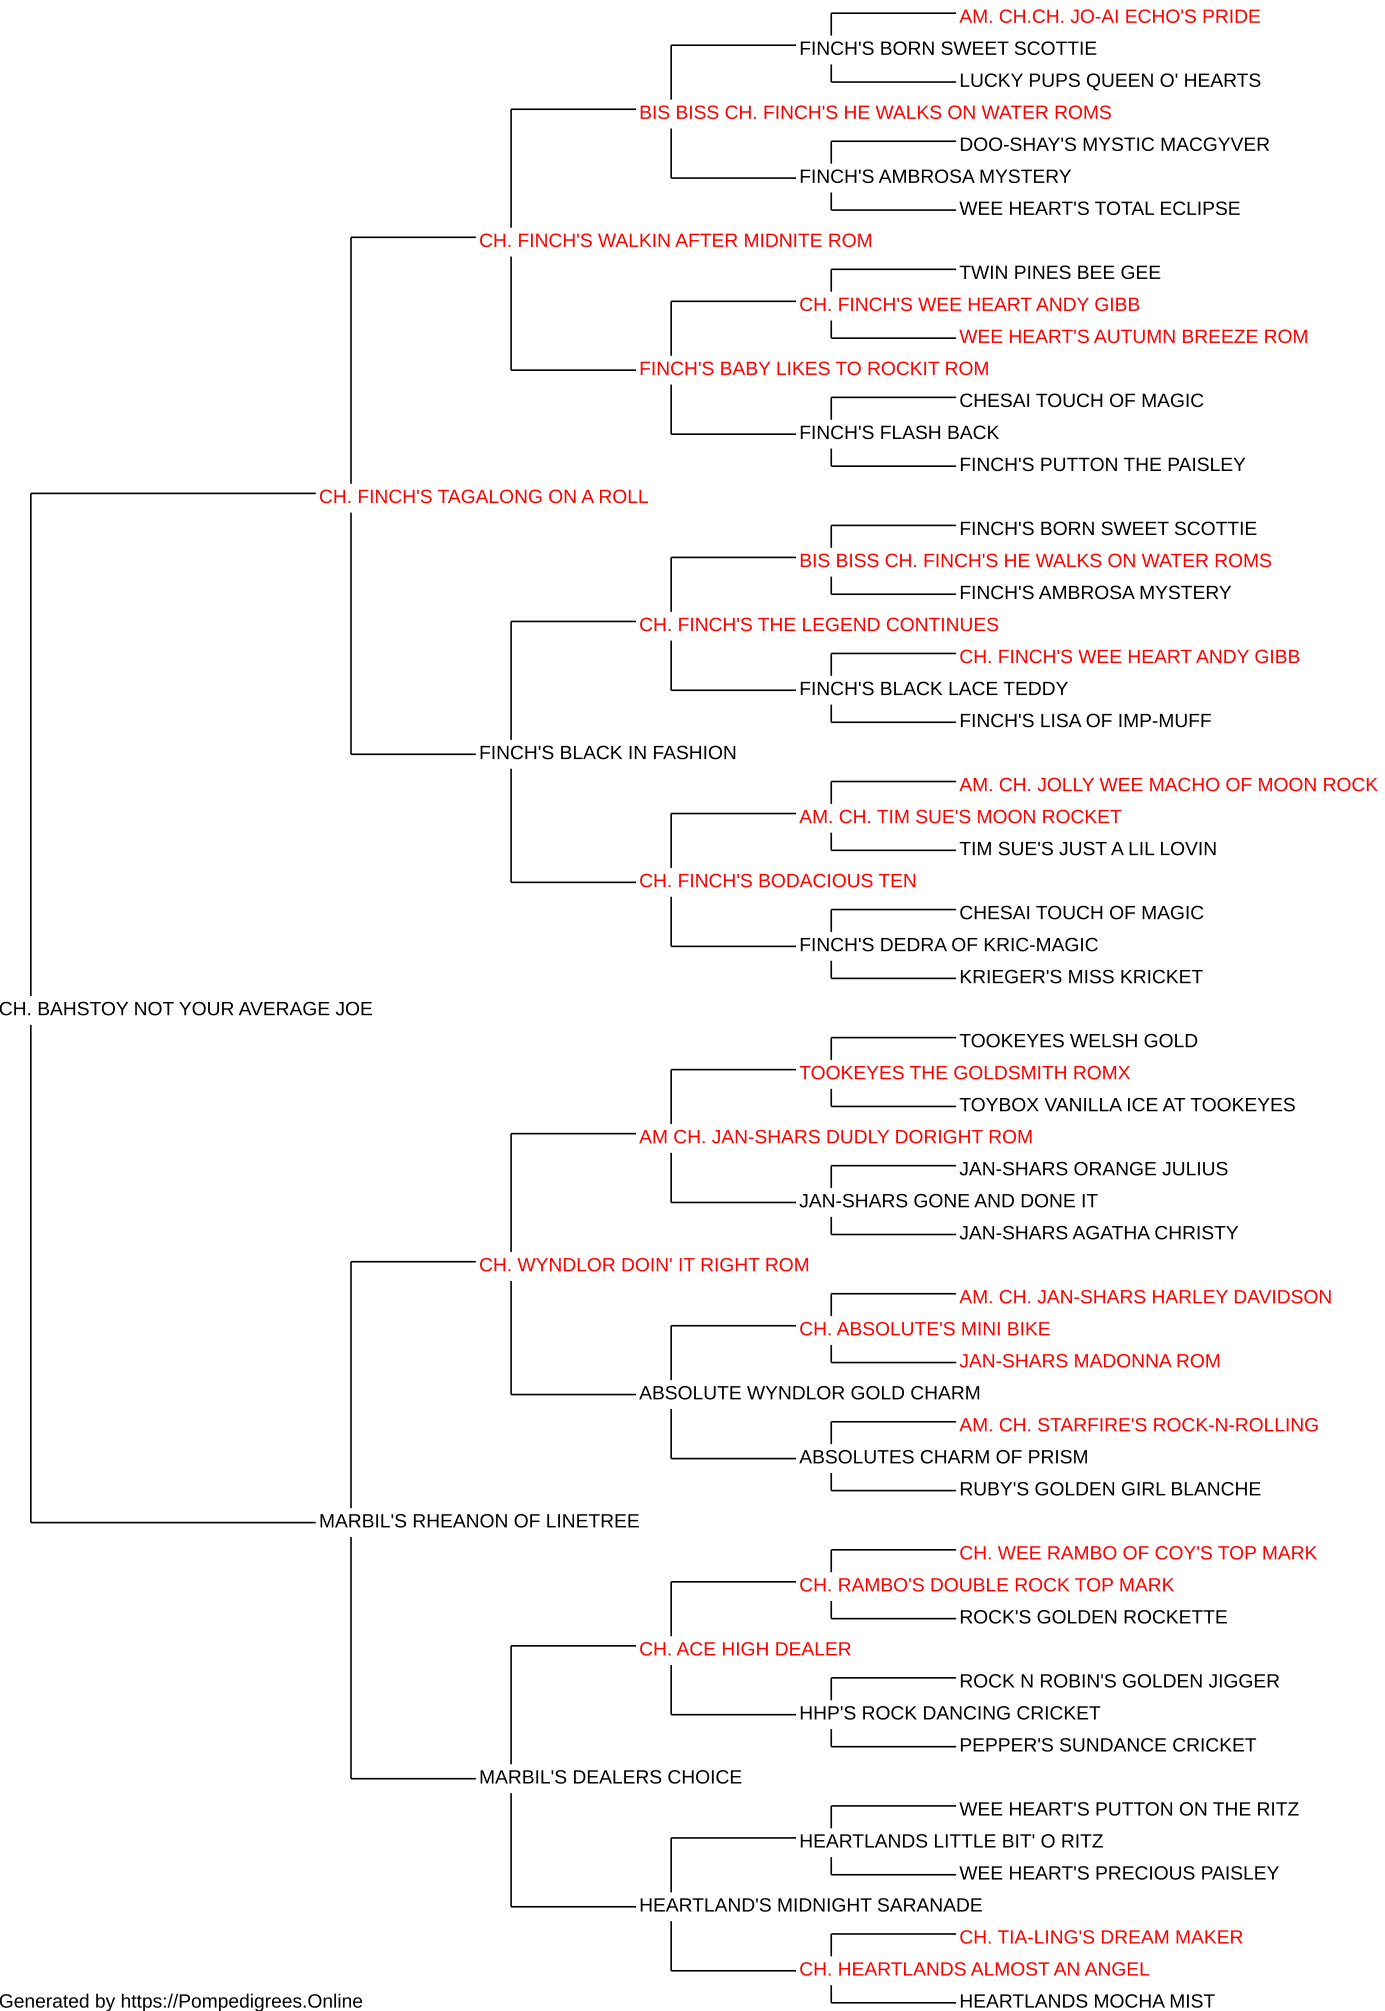 AM. CH.CH. JO-AI ECHO'S PRIDE
FINCH'S BORN SWEET SCOTTIE
LUCKY PUPS QUEEN O' HEARTS
BIS BISS CH. FINCH'S HE WALKS ON WATER ROMS
DOO-SHAY'S MYSTIC MACGYVER
FINCH'S AMBROSA MYSTERY
WEE HEART'S TOTAL ECLIPSE
CH. FINCH'S WALKIN AFTER MIDNITE ROM
TWIN PINES BEE GEE
CH. FINCH'S WEE HEART ANDY GIBB
WEE HEART'S AUTUMN BREEZE ROM
FINCH'S BABY LIKES TO ROCKIT ROM
CHESAI TOUCH OF MAGIC
FINCH'S FLASH BACK
FINCH'S PUTTON THE PAISLEY
CH. FINCH'S TAGALONG ON A ROLL
FINCH'S BORN SWEET SCOTTIE
BIS BISS CH. FINCH'S HE WALKS ON WATER ROMS
FINCH'S AMBROSA MYSTERY
CH. FINCH'S THE LEGEND CONTINUES
CH. FINCH'S WEE HEART ANDY GIBB
FINCH'S BLACK LACE TEDDY
FINCH'S LISA OF IMP-MUFF
FINCH'S BLACK IN FASHION
AM. CH. JOLLY WEE MACHO OF MOON ROCK
AM. CH. TIM SUE'S MOON ROCKET
TIM SUE'S JUST A LIL LOVIN
CH. FINCH'S BODACIOUS TEN
CHESAI TOUCH OF MAGIC
FINCH'S DEDRA OF KRIC-MAGIC
KRIEGER'S MISS KRICKET
CH. BAHSTOY NOT YOUR AVERAGE JOE
TOOKEYES WELSH GOLD
TOOKEYES THE GOLDSMITH ROMX
TOYBOX VANILLA ICE AT TOOKEYES
AM CH. JAN-SHARS DUDLY DORIGHT ROM
JAN-SHARS ORANGE JULIUS
JAN-SHARS GONE AND DONE IT
JAN-SHARS AGATHA CHRISTY
CH. WYNDLOR DOIN' IT RIGHT ROM
AM. CH. JAN-SHARS HARLEY DAVIDSON
CH. ABSOLUTE'S MINI BIKE
JAN-SHARS MADONNA ROM
ABSOLUTE WYNDLOR GOLD CHARM
AM. CH. STARFIRE'S ROCK-N-ROLLING
ABSOLUTES CHARM OF PRISM
RUBY'S GOLDEN GIRL BLANCHE
MARBIL'S RHEANON OF LINETREE
CH. WEE RAMBO OF COY'S TOP MARK
CH. RAMBO'S DOUBLE ROCK TOP MARK
ROCK'S GOLDEN ROCKETTE
CH. ACE HIGH DEALER
ROCK N ROBIN'S GOLDEN JIGGER
HHP'S ROCK DANCING CRICKET
PEPPER'S SUNDANCE CRICKET
MARBIL'S DEALERS CHOICE
WEE HEART'S PUTTON ON THE RITZ
HEARTLANDS LITTLE BIT' O RITZ
WEE HEART'S PRECIOUS PAISLEY
HEARTLAND'S MIDNIGHT SARANADE
CH. TIA-LING'S DREAM MAKER
CH. HEARTLANDS ALMOST AN ANGEL
HEARTLANDS MOCHA MIST
Generated by https://Pompedigrees.Online